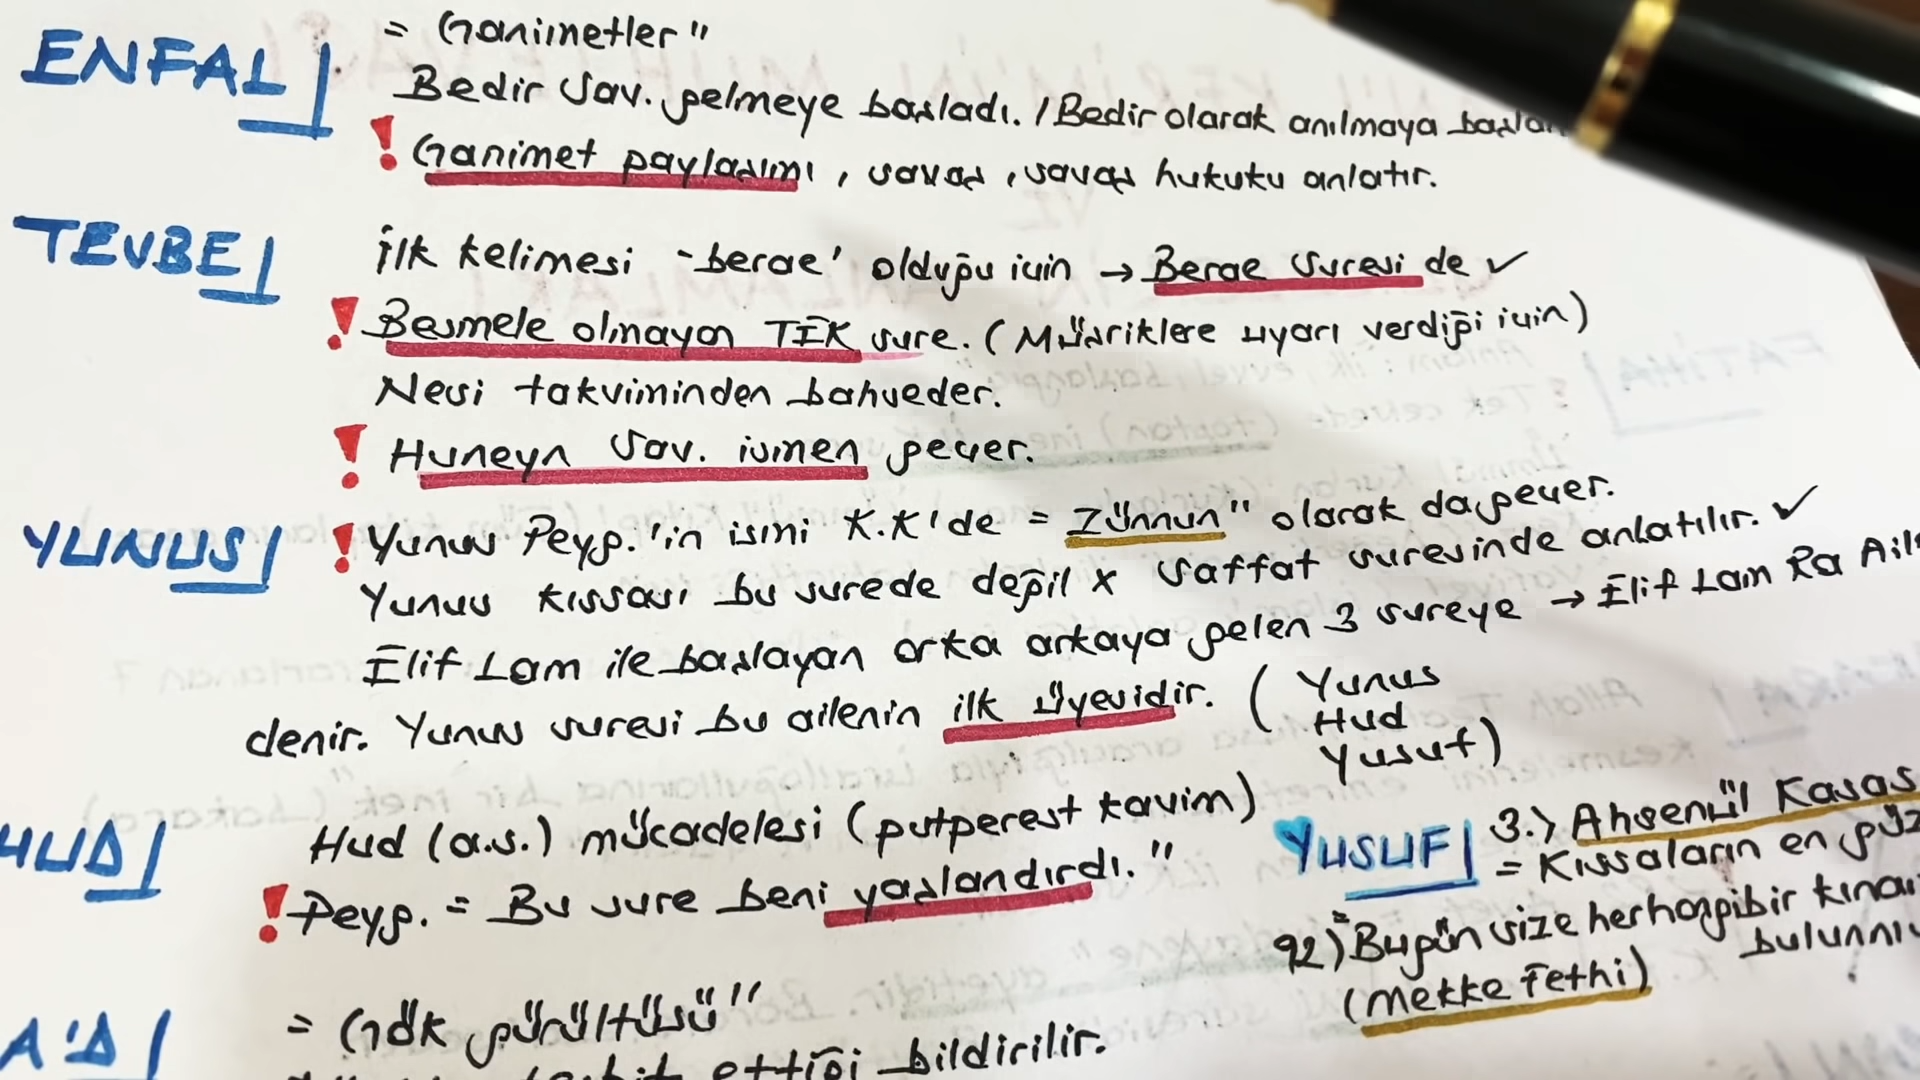 ENFAL
= Ganimetler"
Bedir Sav. gelmeye başladı. / Bedir olarak anılmaya
! Ganimet paylaşımı, savaş, savaş hukuku anlatır.
TEVBE
İlk kelimesi -berae' olduğu için → Berae Suresi de ✓
! Besmele olmayan TEK sure. (Müşriklere uyarı verdiği için)
Nesi takviminden bahseder.
! Huneyn Sav. ismen geçer.
YUNUS
! Yunus Peyg.'in ismi K.K'de = Zünnun" olarak da geçer.
Yunus kıssası bu surede değil x Saffat suresinde anlatılır. ✓
Elif Lam ile başlayan arka arkaya gelen 3 sureye → Elif Lam Ra
denir. Yunus suresi bu ailenin ilk üyesidir. (Yunus
Hud
Yusuf)
HUD
Hud (a.s.) mücadelesi (putperest kavim)
! Peyg. = Bu sure beni yaşlandırdı."
YUSUF
3.) Ahsenü'l Kasas
= Kıssaların en
92) "Bugün size herhangi bir
(Mekke Fethi)
A'D
= Gök gürültüsü"
ettiği bildirilir.